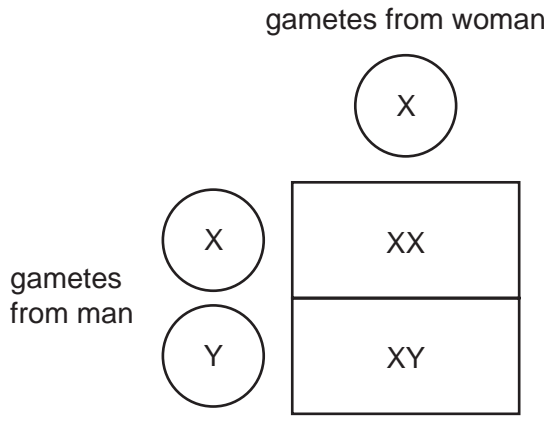 gametes from woman
X
X
XX
gametes
from man
Y
XY